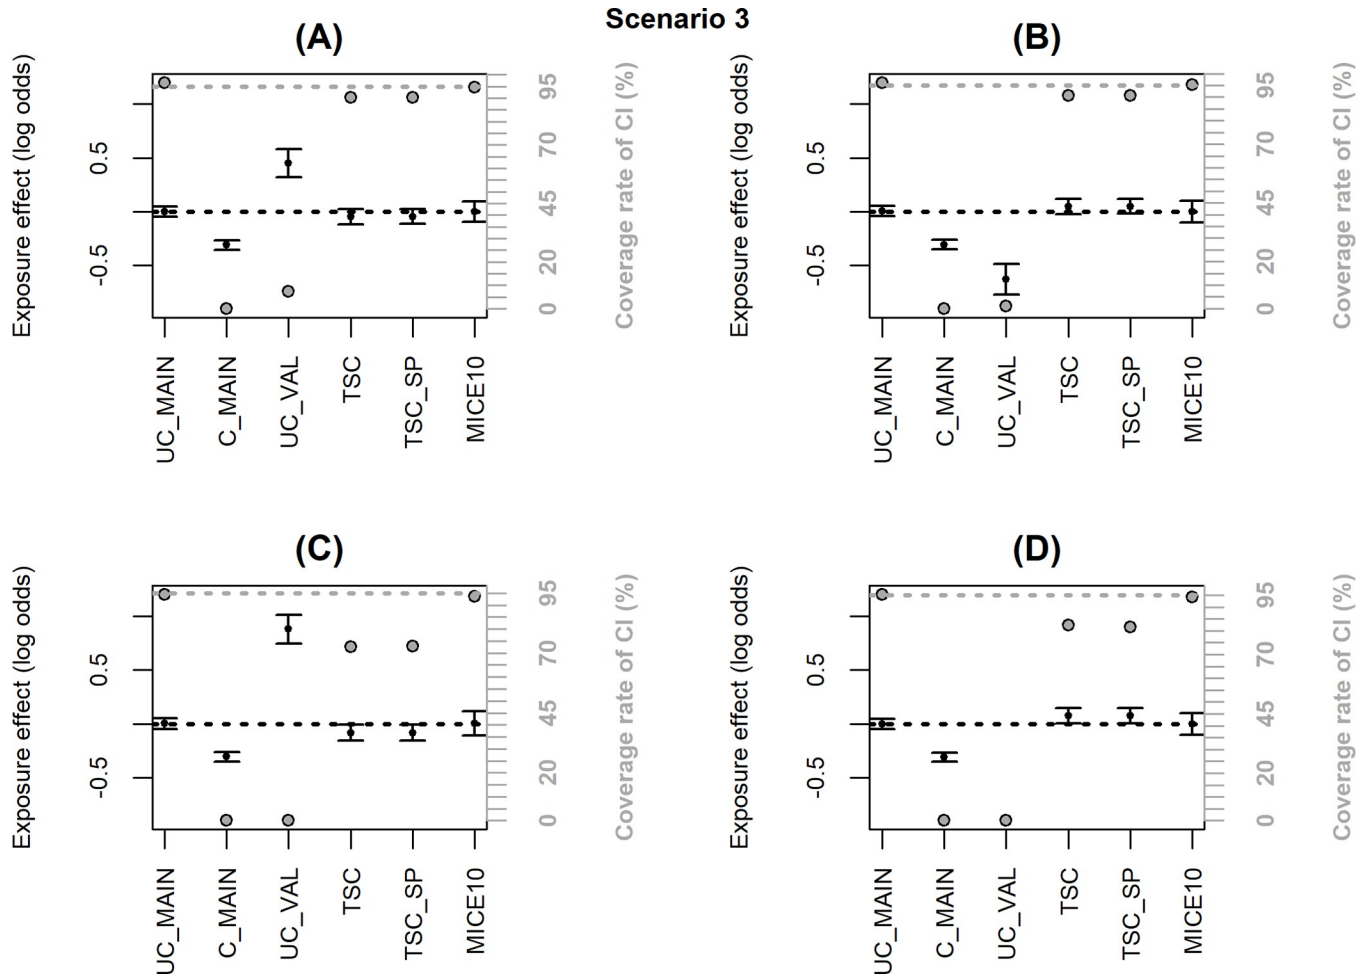 Scenario 3
(A)
Exposure effect (log odds)
0.5
-0.5
UC_MAIN
C_MAIN
UC_VAL
TSC
TSC_SP
MICE10
95
70
45
20
0
Coverage rate of CI (%)
(B)
Exposure effect (log odds)
0.5
-0.5
UC_MAIN
C_MAIN
UC_VAL
TSC
TSC_SP
MICE10
95
70
45
20
0
Coverage rate of CI (%)
(C)
Exposure effect (log odds)
0.5
-0.5
UC_MAIN
C_MAIN
UC_VAL
TSC
TSC_SP
MICE10
95
70
45
20
0
Coverage rate of CI (%)
(D)
Exposure effect (log odds)
0.5
-0.5
UC_MAIN
C_MAIN
UC_VAL
TSC
TSC_SP
MICE10
95
70
45
20
0
Coverage rate of CI (%)